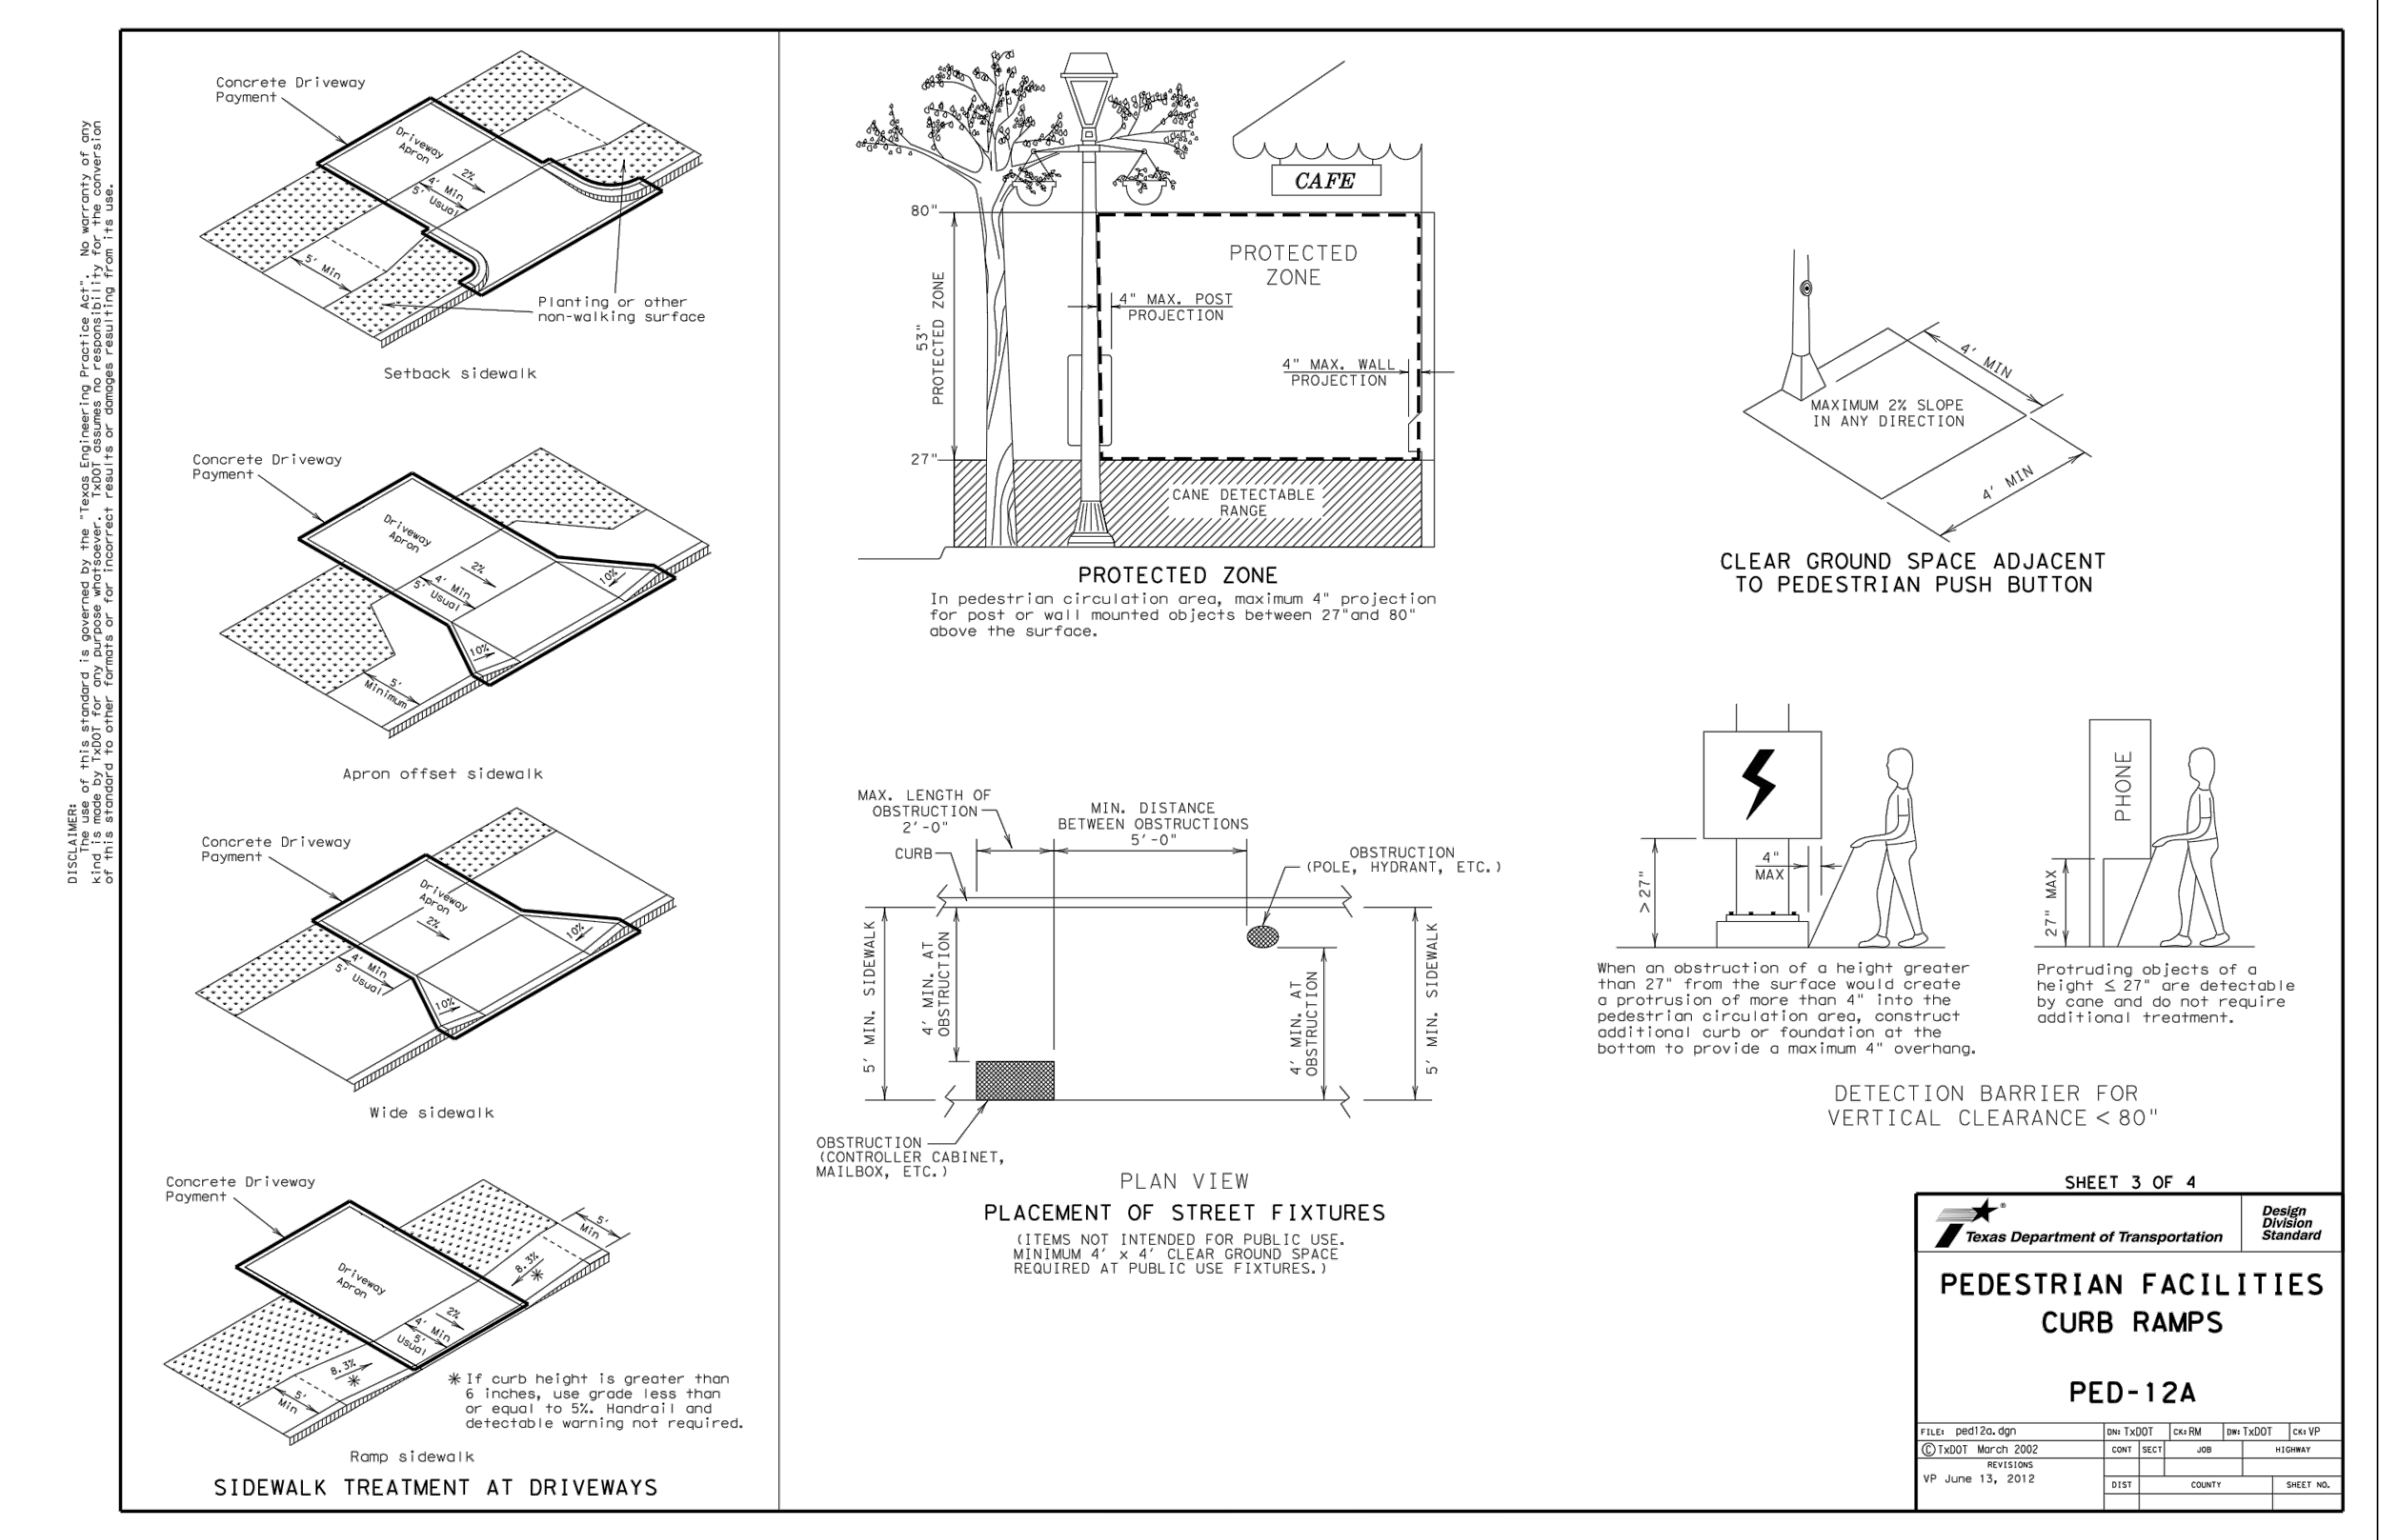 DISCLAIMER:
The use of this standard is governed by the "Texas Engineering Practice Act". No warranty of any
kind is made by TxDOT for any purpose whatsoever. TxDOT assumes no responsibility for the conversion
of this standard to other formats or for incorrect results or damages resulting from its use.
Concrete Driveway
Payment
Driveway
Apron
2%
4' Min
5' Usual
5' Min
Planting or other
non-walking surface
Setback sidewalk
Concrete Driveway
Payment
Driveway
Apron
2%
4' Min
5' Usual
10%
10%
5'
Minimum
Apron offset sidewalk
Concrete Driveway
Payment
Driveway
Apron
2%
4' Min
5' Usual
10%
10%
Wide sidewalk
Concrete Driveway
Payment
Driveway
Apron
5'
Min
8.3%
*
2%
4' Min
5'
Usual
8.3%
*
5'
Min
* If curb height is greater than
6 inches, use grade less than
or equal to 5%. Handrail and
detectable warning not required.
Ramp sidewalk
SIDEWALK TREATMENT AT DRIVEWAYS
CAFE
80"
PROTECTED
ZONE
53"
PROTECTED ZONE
4" MAX. POST
PROJECTION
4" MAX. WALL
PROJECTION
27"
CANE DETECTABLE
RANGE
PROTECTED ZONE
In pedestrian circulation area, maximum 4" projection
for post or wall mounted objects between 27"and 80"
above the surface.
MAX. LENGTH OF
OBSTRUCTION
2'-0"
MIN. DISTANCE
BETWEEN OBSTRUCTIONS
5'-0"
CURB
OBSTRUCTION
(POLE, HYDRANT, ETC.)
5' MIN. SIDEWALK
4' MIN. AT
OBSTRUCTION
4' MIN. AT
OBSTRUCTION
5' MIN. SIDEWALK
OBSTRUCTION
(CONTROLLER CABINET,
MAILBOX, ETC.)
PLAN VIEW
PLACEMENT OF STREET FIXTURES
(ITEMS NOT INTENDED FOR PUBLIC USE.
MINIMUM 4' x 4' CLEAR GROUND SPACE
REQUIRED AT PUBLIC USE FIXTURES.)
4' MIN
MAXIMUM 2% SLOPE
IN ANY DIRECTION
4' MIN
CLEAR GROUND SPACE ADJACENT
TO PEDESTRIAN PUSH BUTTON
> 27"
4"
MAX
When an obstruction of a height greater
than 27" from the surface would create
a protrusion of more than 4" into the
pedestrian circulation area, construct
additional curb or foundation at the
bottom to provide a maximum 4" overhang.
PHONE
27" MAX
Protruding objects of a
height ≤ 27" are detectable
by cane and do not require
additional treatment.
DETECTION BARRIER FOR
VERTICAL CLEARANCE < 80"
SHEET 3 OF 4
®
Texas Department of Transportation
Design
Division
Standard
PEDESTRIAN FACILITIES
CURB RAMPS
PED-12A
FILE: ped12a.dgn
DN: TxDOT
CK: RM
DW: TxDOT
CK: VP
© TxDOT March 2002
CONT
SECT
JOB
HIGHWAY
REVISIONS
VP June 13, 2012
DIST
COUNTY
SHEET NO.